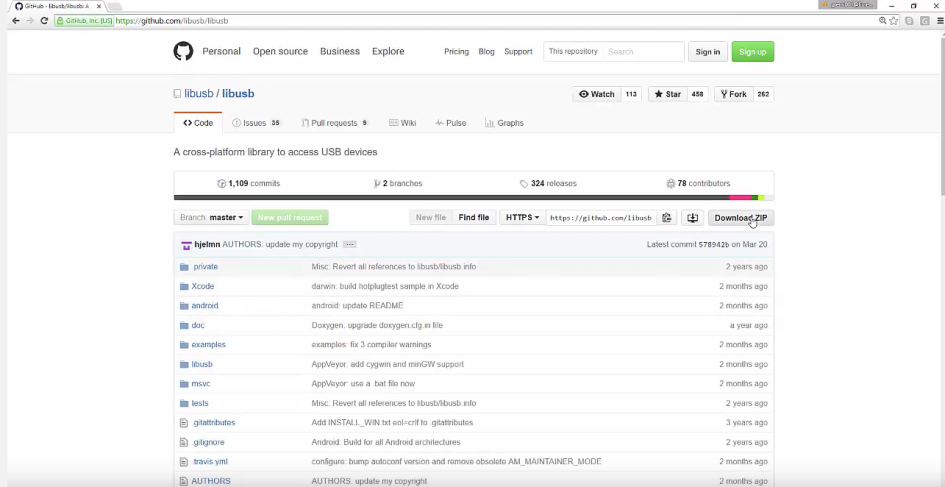 GitHub - libusb/libusb: A
GitHub, Inc. [US] https://github.com/libusb/libusb
Personal Open source Business Explore Pricing Blog Support This repository Search Sign in Sign up
libusb / libusb Watch 113 Star 458 Fork 262
Code Issues 35 Pull requests 9 Wiki Pulse Graphs
A cross-platform library to access USB devices
1,109 commits 2 branches 324 releases 78 contributors
Branch: master New pull request New file Find file HTTPS https://github.com/libusb Download ZIP
hjelmn AUTHORS: update my copyright ... Latest commit 578942b on Mar 20
private Misc: Revert all references to libusb/libusb info 2 years ago
Xcode darwin: build hotplugtest sample in Xcode 2 months ago
android android: update README 2 months ago
doc Doxygen: upgrade doxygen.cfg.in file a year ago
examples examples: fix 3 compiler warnings 2 months ago
libusb AppVeyor: add cygwin and minGW support 2 months ago
msvc AppVeyor: use a .bat file now 2 months ago
tests Misc: Revert all references to libusb/libusb info 2 years ago
.gitattributes Add INSTALL_WIN.txt eol=crlf to .gitattributes 3 years ago
.gitignore Android: Build for all Android architectures 2 years ago
.travis.yml configure: bump autoconf version and remove obsolete AM_MAINTAINER_MODE 2 months ago
AUTHORS AUTHORS: update my copyright 2 months ago